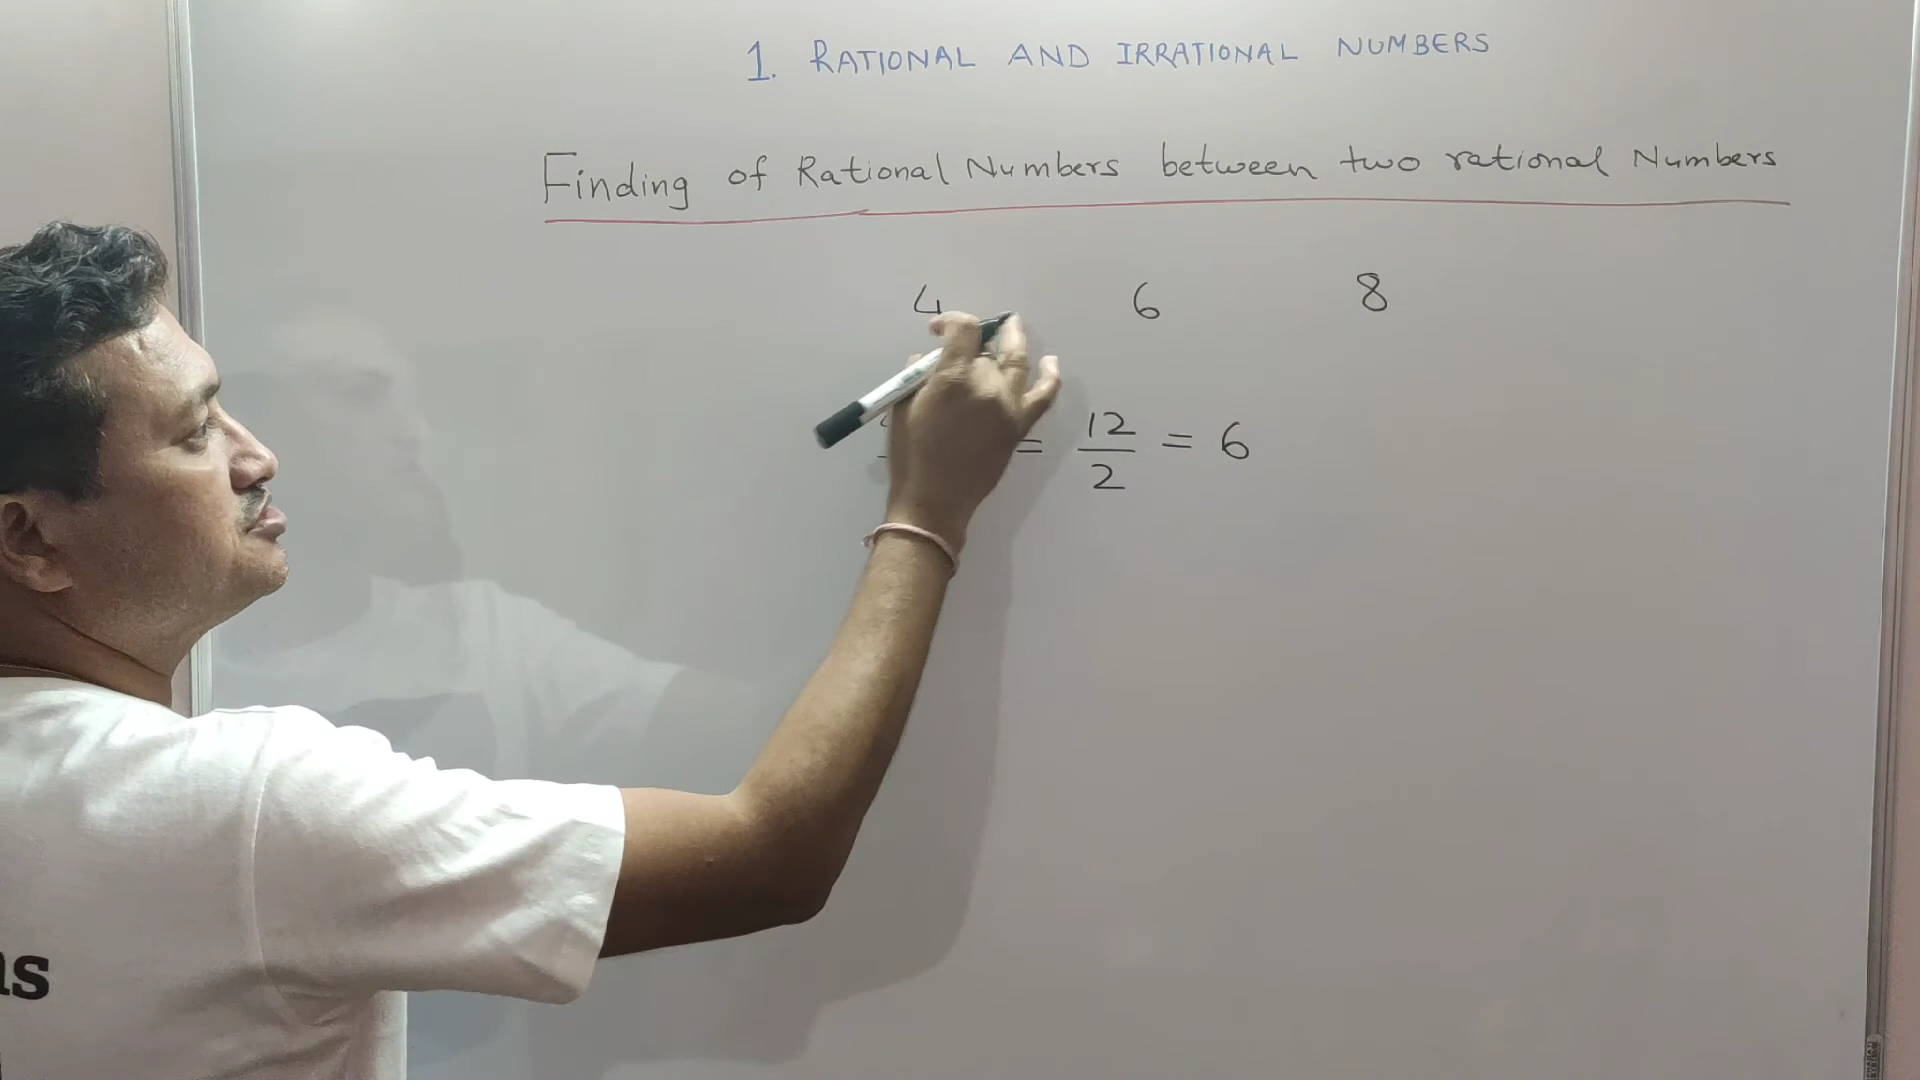 1. RATIONAL AND IRRATIONAL NUMBERS
Finding of Rational Numbers between two rational Numbers
4 6 8
= 12/2 = 6